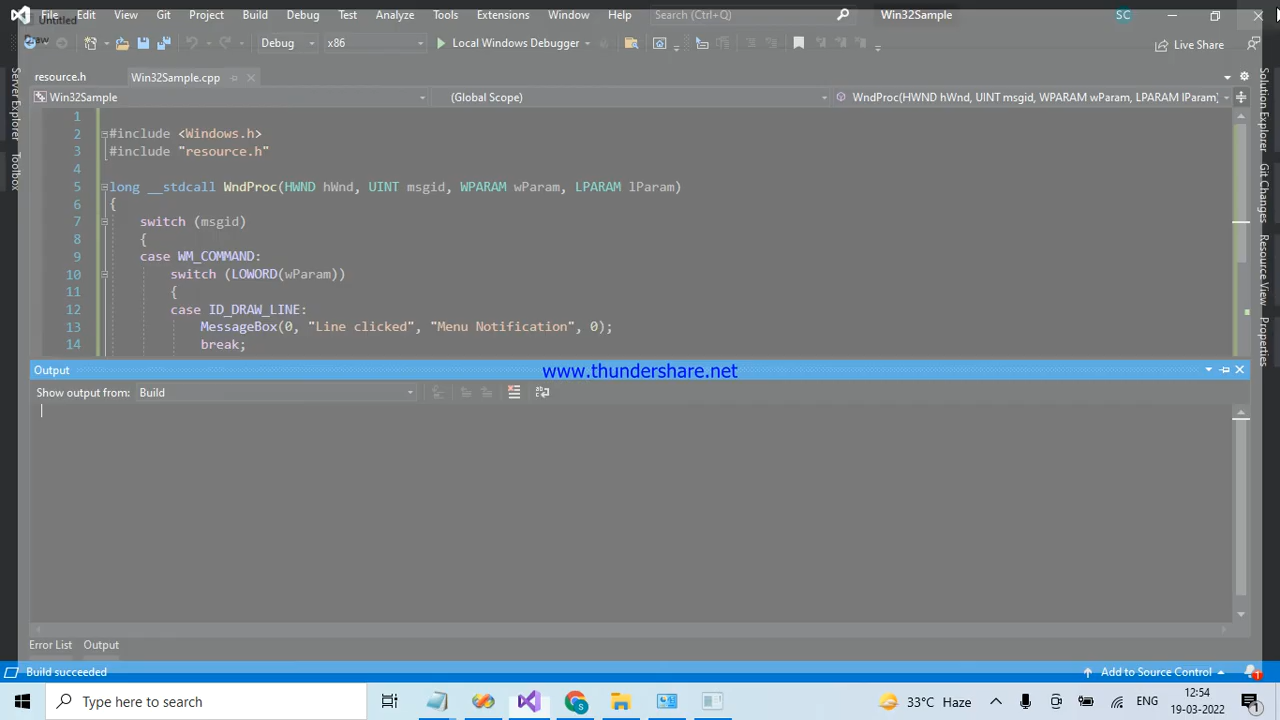 Untitled
File Edit View Git Project Build Debug Test Analyze Tools Extensions Window Help Search (Ctrl+Q) Win32Sample SC
Draw
Debug x86 Local Windows Debugger Live Share
resource.h Win32Sample.cpp
Win32Sample (Global Scope) WndProc(HWND hWnd, UINT msgid, WPARAM wParam, LPARAM lParam)
1
2 #include <Windows.h>
3 #include "resource.h"
4
5 long __stdcall WndProc(HWND hWnd, UINT msgid, WPARAM wParam, LPARAM lParam)
6 {
7 switch (msgid)
8 {
9 case WM_COMMAND:
10 switch (LOWORD(wParam))
11 {
12 case ID_DRAW_LINE:
13 MessageBox(0, "Line clicked", "Menu Notification", 0);
14 break;
Server Explorer
Toolbox
Solution Explorer
Git Changes
Resource View
Properties
Output
www.thundershare.net
Show output from: Build
Error List Output
Build succeeded Add to Source Control 1
Type here to search 33°C Haze ENG 12:54
19-03-2022 1